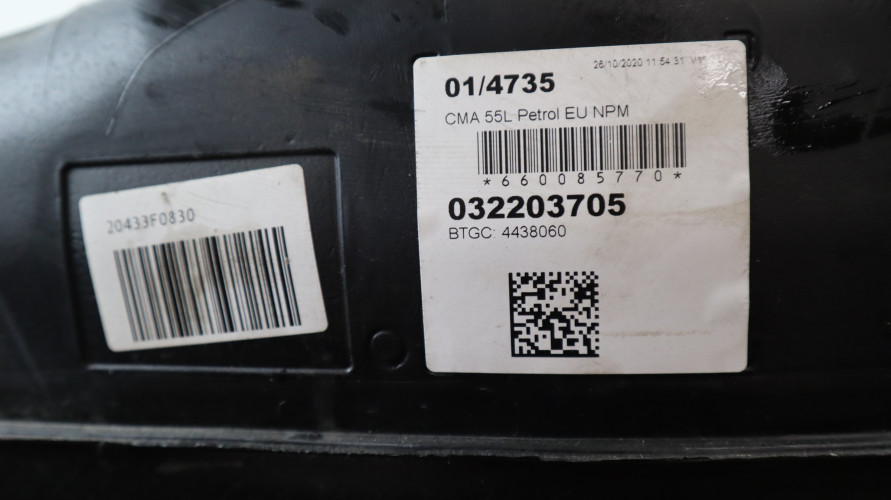 20433F0830
26/10/2020 11:54:31
01/4735
CMA 55L Petrol EU NPM
*660085770*
032203705
BTGC: 4438060